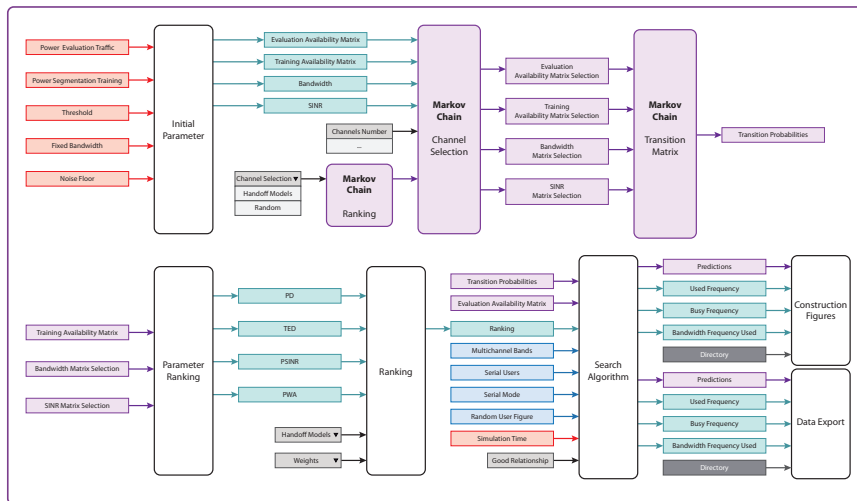 Power Evaluation Traffic
Power Segmentation Training
Threshold
Fixed Bandwidth
Noise Floor
Initial
Parameter
Evaluation Availability Matrix
Training Availability Matrix
Bandwidth
SINR
Channels Number
...
Channel Selection
Handoff Models
Random
Markov
Chain
Ranking
Markov
Chain
Channel
Selection
Evaluation
Availability Matrix Selection
Training
Availability Matrix Selection
Bandwidth
Matrix Selection
SINR
Matrix Selection
Markov
Chain
Transition
Matrix
Transition Probabilities
Training Availability Matrix
Bandwidth Matrix Selection
SINR Matrix Selection
Parameter
Ranking
PD
TED
PSINR
PWA
Handoff Models
Weights
Ranking
Transition Probabilities
Evaluation Availability Matrix
Ranking
Multichannel Bands
Serial Users
Serial Mode
Random User Figure
Simulation Time
Good Relationship
Search
Algorithm
Predictions
Used Frequency
Busy Frequency
Bandwidth Frequency Used
Directory
Predictions
Used Frequency
Busy Frequency
Bandwidth Frequency Used
Directory
Construction
Figures
Data Export